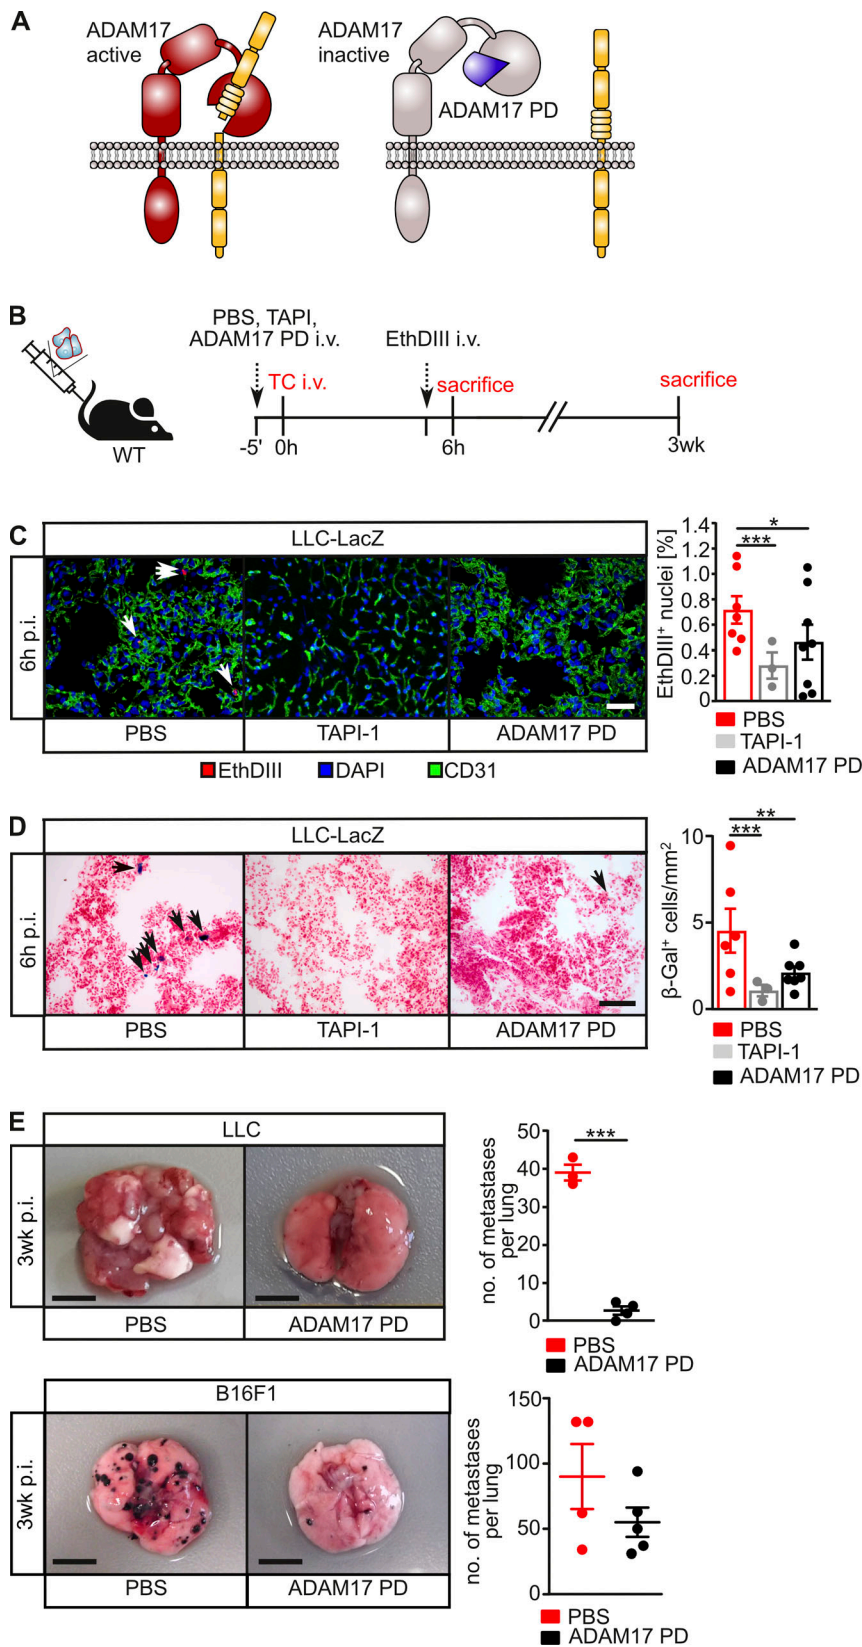 A
ADAM17
active
ADAM17
inactive
ADAM17 PD
B
PBS, TAPI,
ADAM17 PD i.v.
EthDIII i.v.
TC i.v.
sacrifice
sacrifice
WT
-5'
0h
6h
3wk
C
LLC-LacZ
6h p.i.
PBS
TAPI-1
ADAM17 PD
EthDIII
DAPI
CD31
EthDIII+ nuclei [%]
1.4
1.2
1.0
0.8
0.6
0.4
0.2
0
*
***
PBS
TAPI-1
ADAM17 PD
D
LLC-LacZ
6h p.i.
PBS
TAPI-1
ADAM17 PD
β-Gal+ cells/mm2
10
5
0
**
***
PBS
TAPI-1
ADAM17 PD
E
LLC
3wk p.i.
PBS
ADAM17 PD
no. of metastases
per lung
50
40
30
20
10
0
***
PBS
ADAM17 PD
B16F1
3wk p.i.
PBS
ADAM17 PD
no. of metastases
per lung
150
100
50
0
PBS
ADAM17 PD